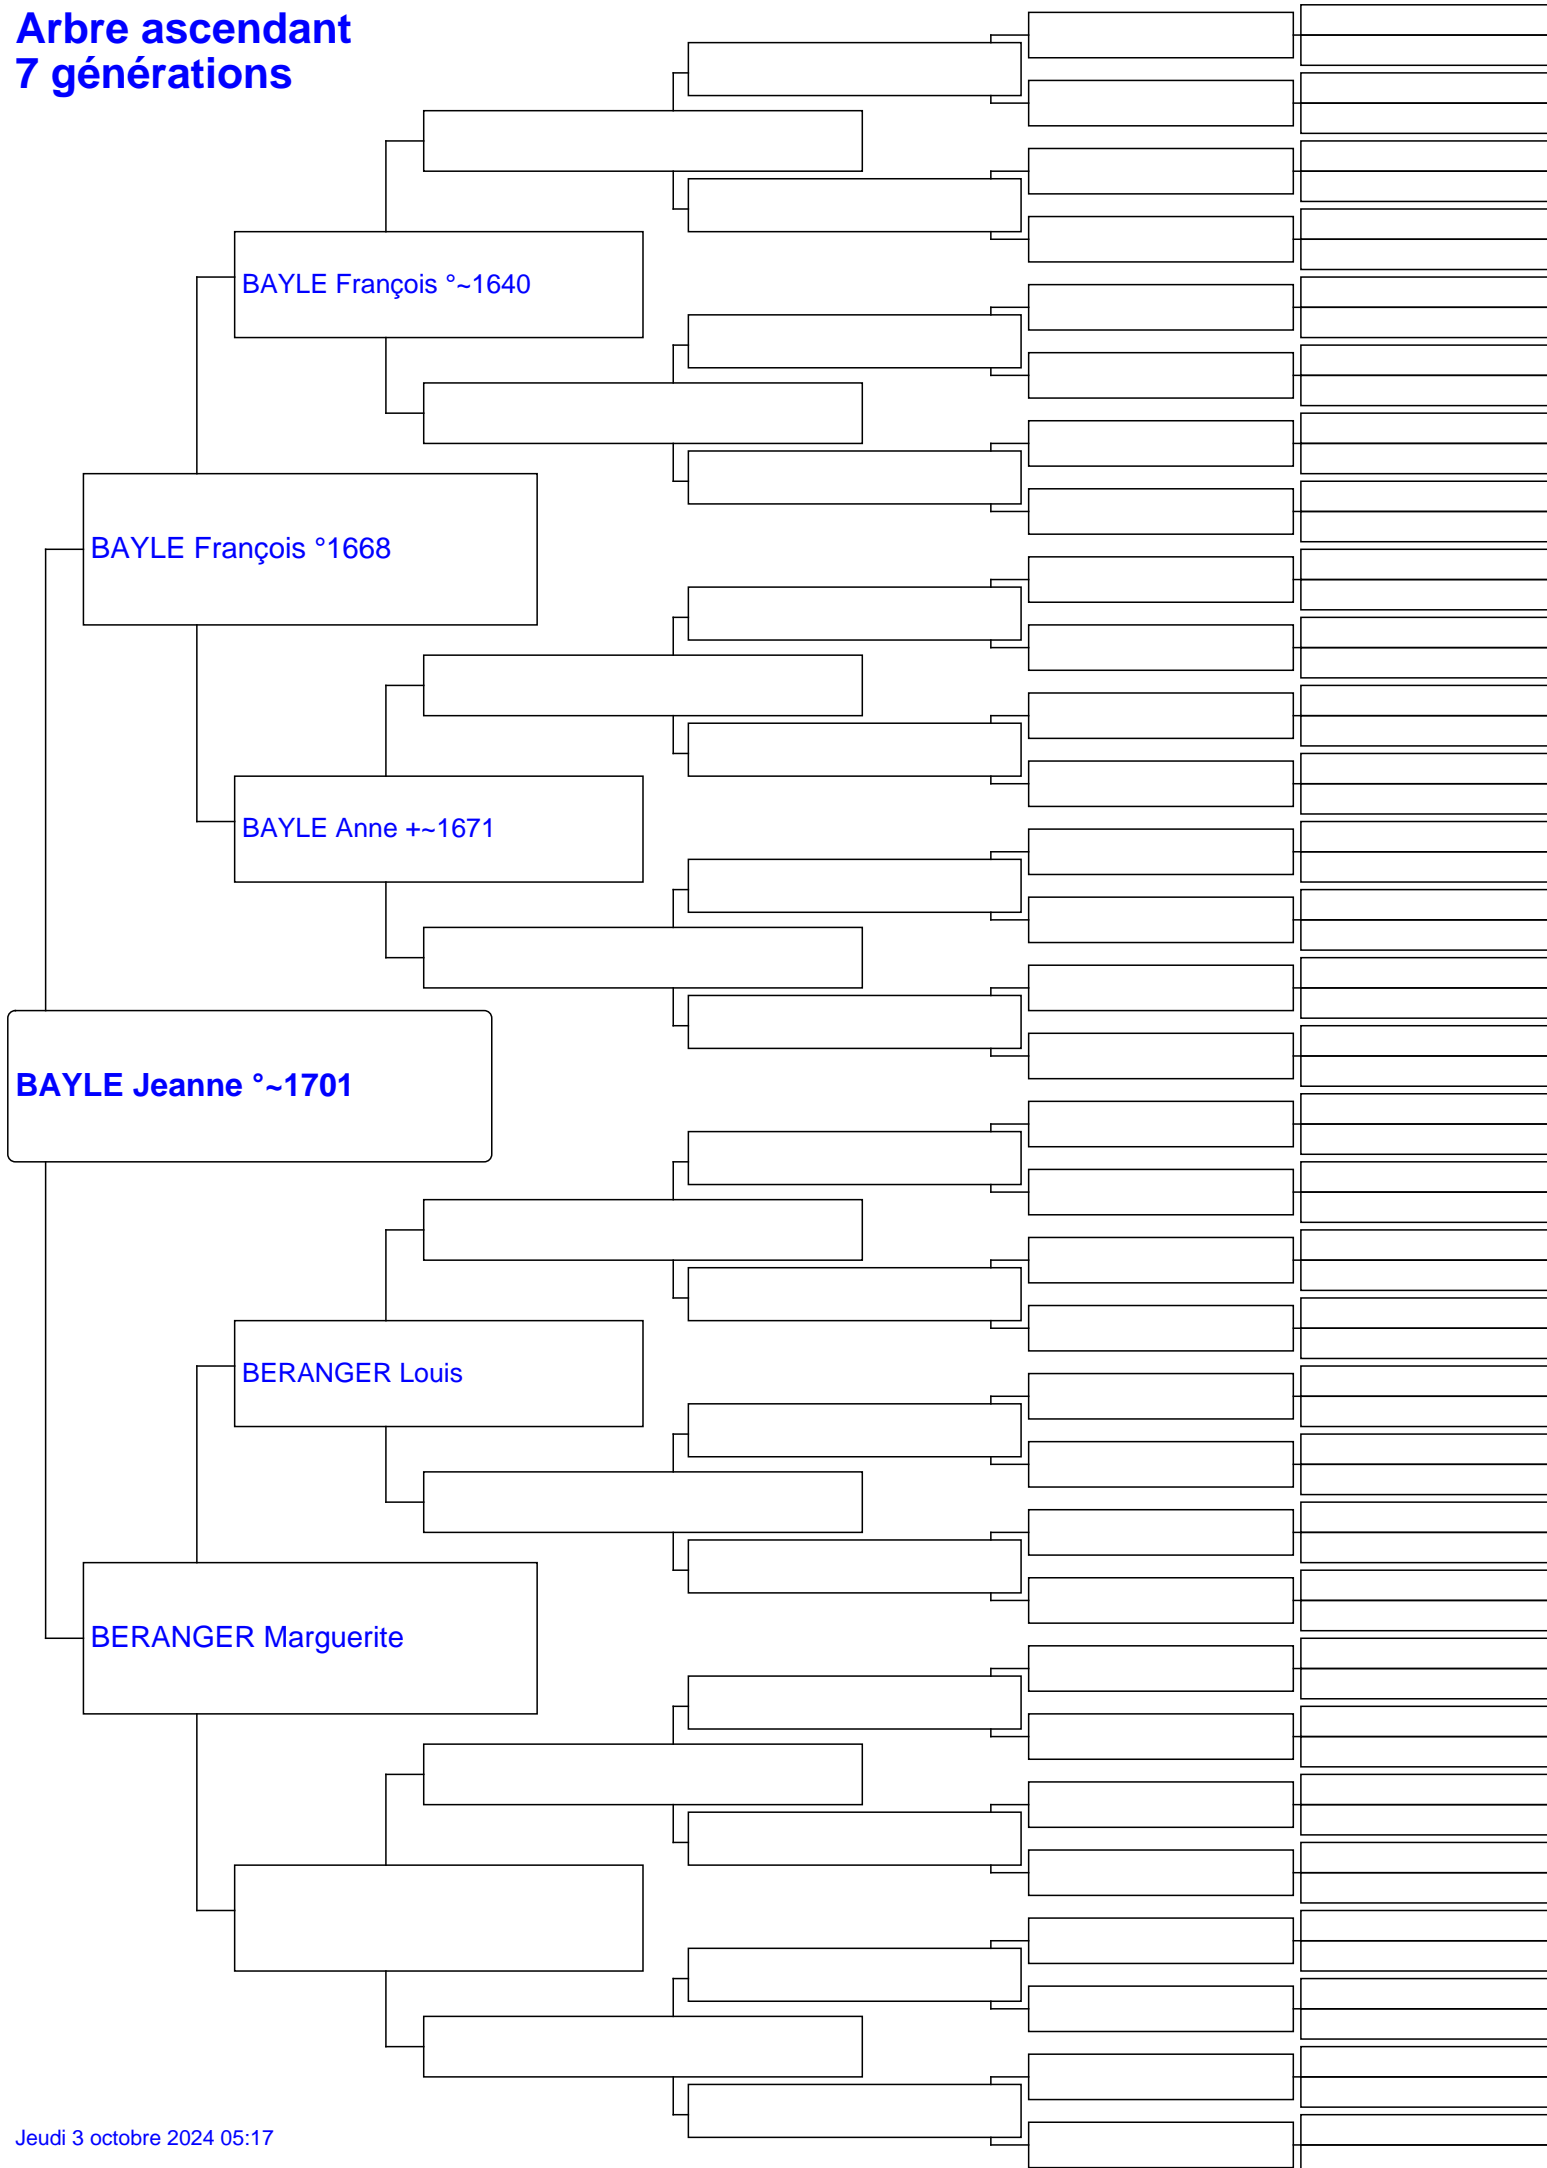 Arbre ascendant
7 générations
BAYLE François °~1640
BAYLE François °1668
BAYLE Anne +~1671
BAYLE Jeanne °~1701
BERANGER Louis
BERANGER Marguerite
Jeudi 3 octobre 2024 05:17